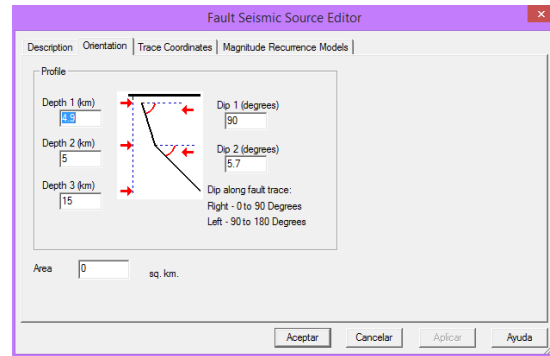 Fault Seismic Source Editor
Description Orientation Trace Coordinates Magnitude Recurrence Models
Profile
Depth 1 (km)
4.9
Dip 1 (degrees)
90
Depth 2 (km)
5
Dip 2 (degrees)
5.7
Depth 3 (km)
15
Dip along fault trace:
Right - 0 to 90 Degrees
Left - 90 to 180 Degrees
Area 0 sq. km.
Aceptar Cancelar Aplicar Ayuda